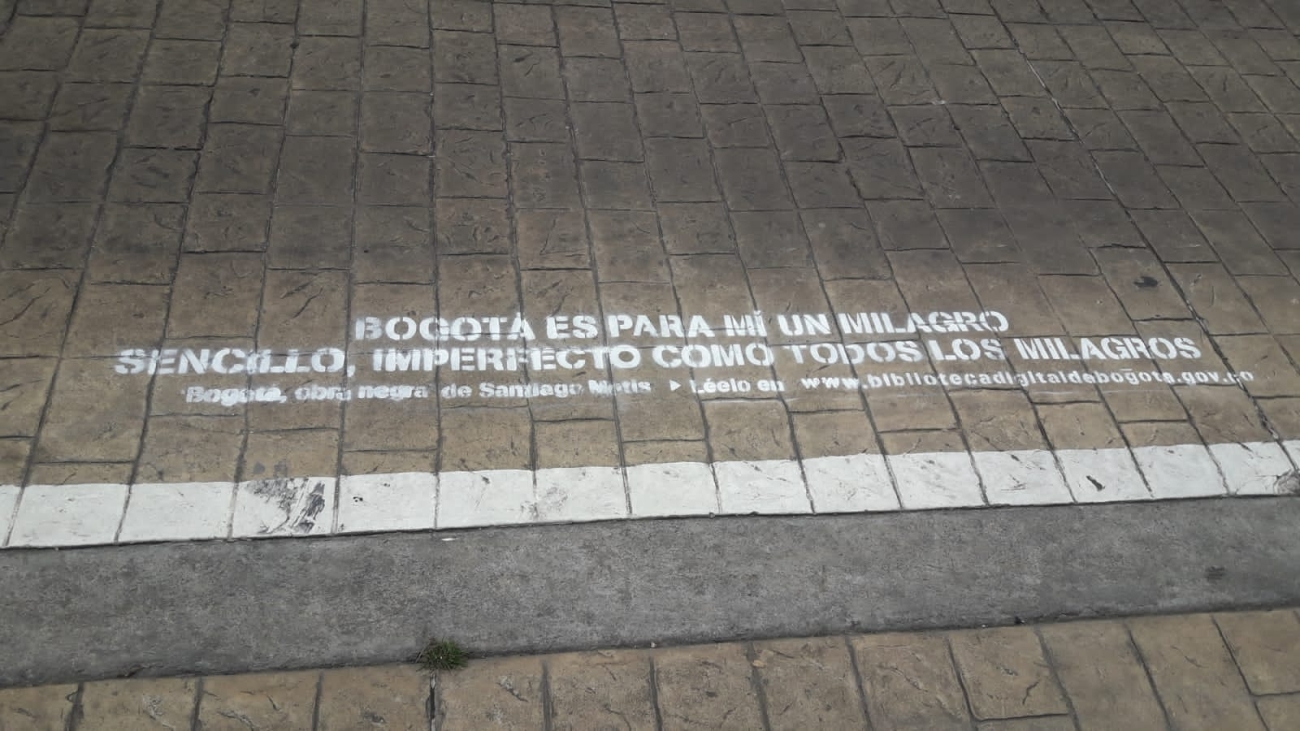 BOGOTÁ ES PARA MÍ UN MILAGRO
SENCILLO, IMPERFECTO COMO TODOS LOS MILAGROS
'Bogotá, obra negra' de Santiago Mutis ▸ Léelo en www.bibliotecadigitaldebogota.gov.co